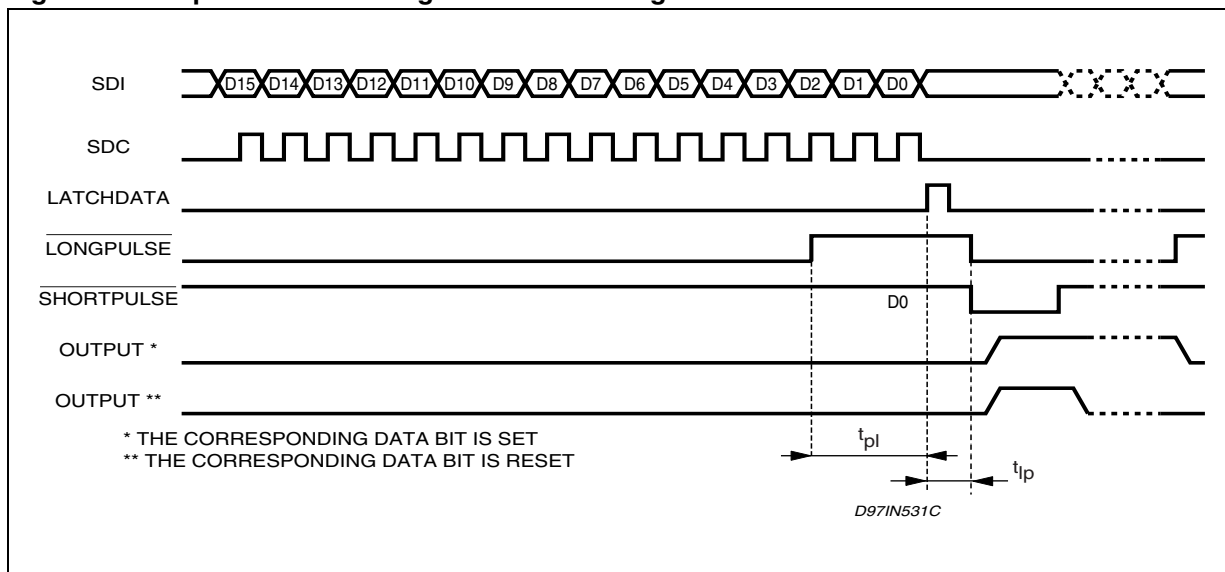 SDI D15 D14 D13 D12 D11 D10 D9 D8 D7 D6 D5 D4 D3 D2 D1 D0
SDC
LATCHDATA
LONGPULSE
SHORTPULSE D0
OUTPUT *
OUTPUT **
* THE CORRESPONDING DATA BIT IS SET
** THE CORRESPONDING DATA BIT IS RESET
tpl
tlp
D97IN531C